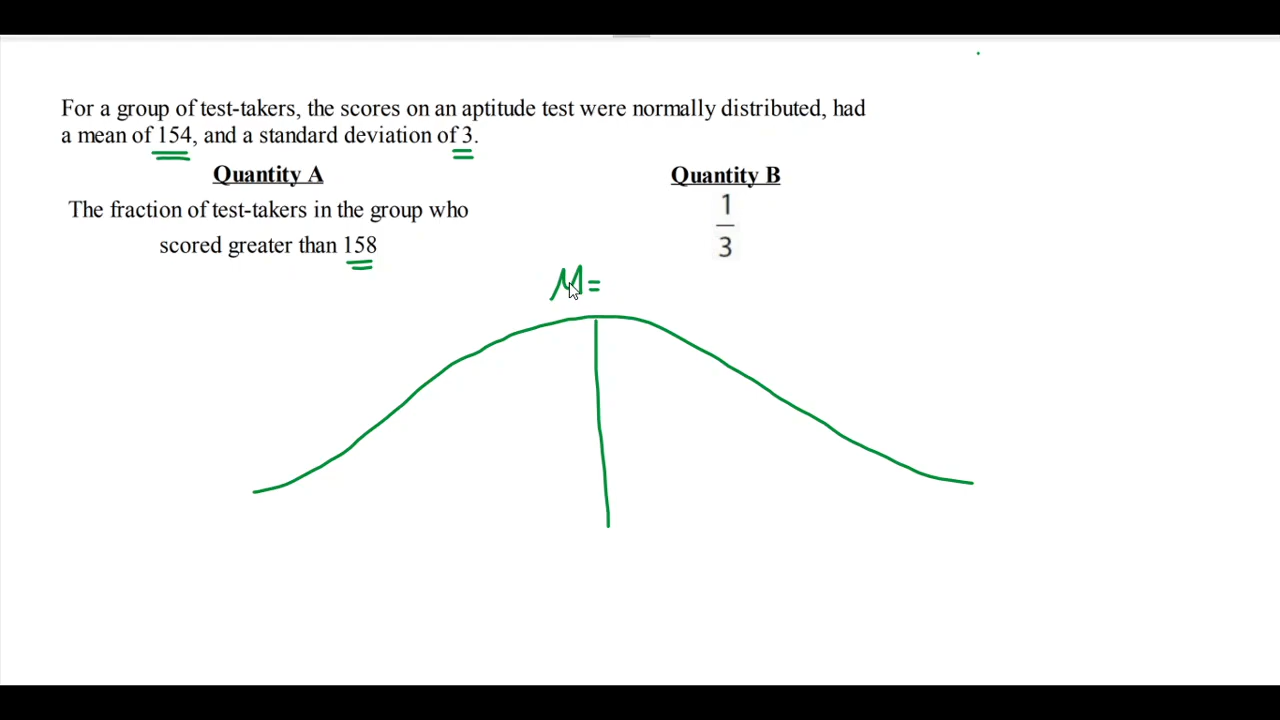 For a group of test-takers, the scores on an aptitude test were normally distributed, had
a mean of 154, and a standard deviation of 3.
Quantity A
The fraction of test-takers in the group who
scored greater than 158
Quantity B
1
3
M=